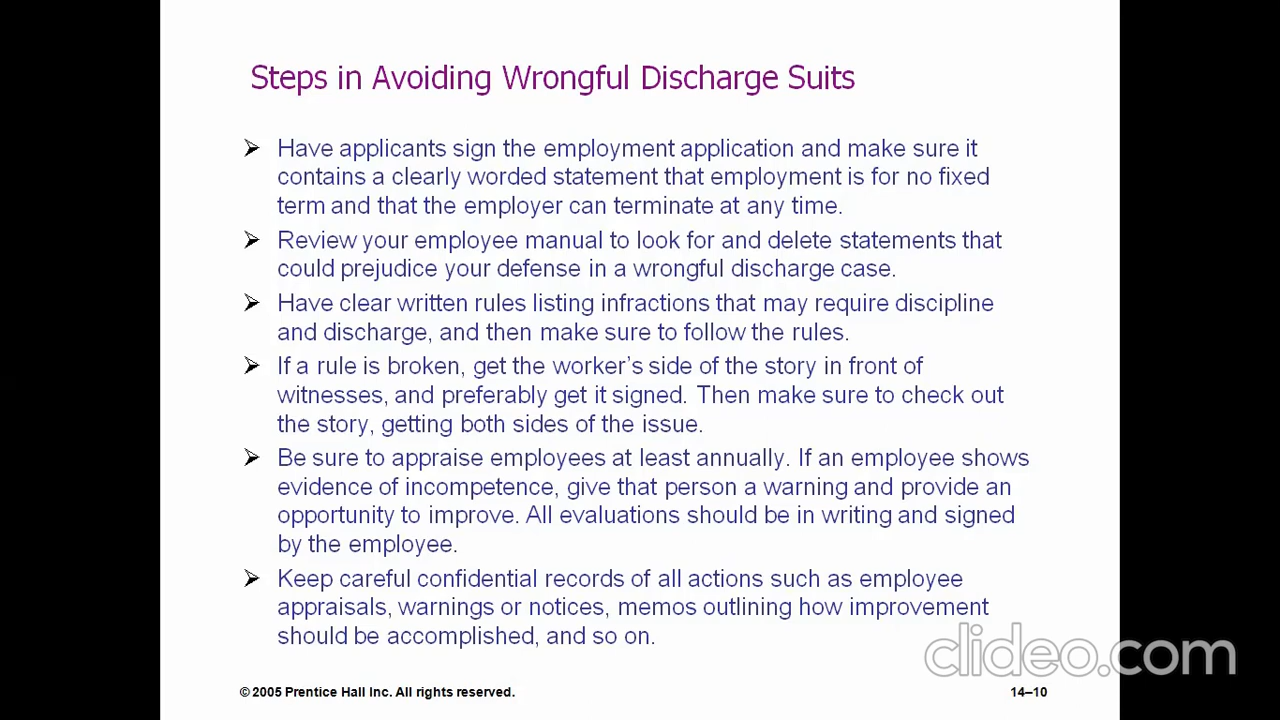 Steps in Avoiding Wrongful Discharge Suits
Have applicants sign the employment application and make sure it
contains a clearly worded statement that employment is for no fixed
term and that the employer can terminate at any time.
Review your employee manual to look for and delete statements that
could prejudice your defense in a wrongful discharge case.
Have clear written rules listing infractions that may require discipline
and discharge, and then make sure to follow the rules.
If a rule is broken, get the worker’s side of the story in front of
witnesses, and preferably get it signed. Then make sure to check out
the story, getting both sides of the issue.
Be sure to appraise employees at least annually. If an employee shows
evidence of incompetence, give that person a warning and provide an
opportunity to improve. All evaluations should be in writing and signed
by the employee.
Keep careful confidential records of all actions such as employee
appraisals, warnings or notices, memos outlining how improvement
should be accomplished, and so on.
clideo.com
© 2005 Prentice Hall Inc. All rights reserved.
14–10